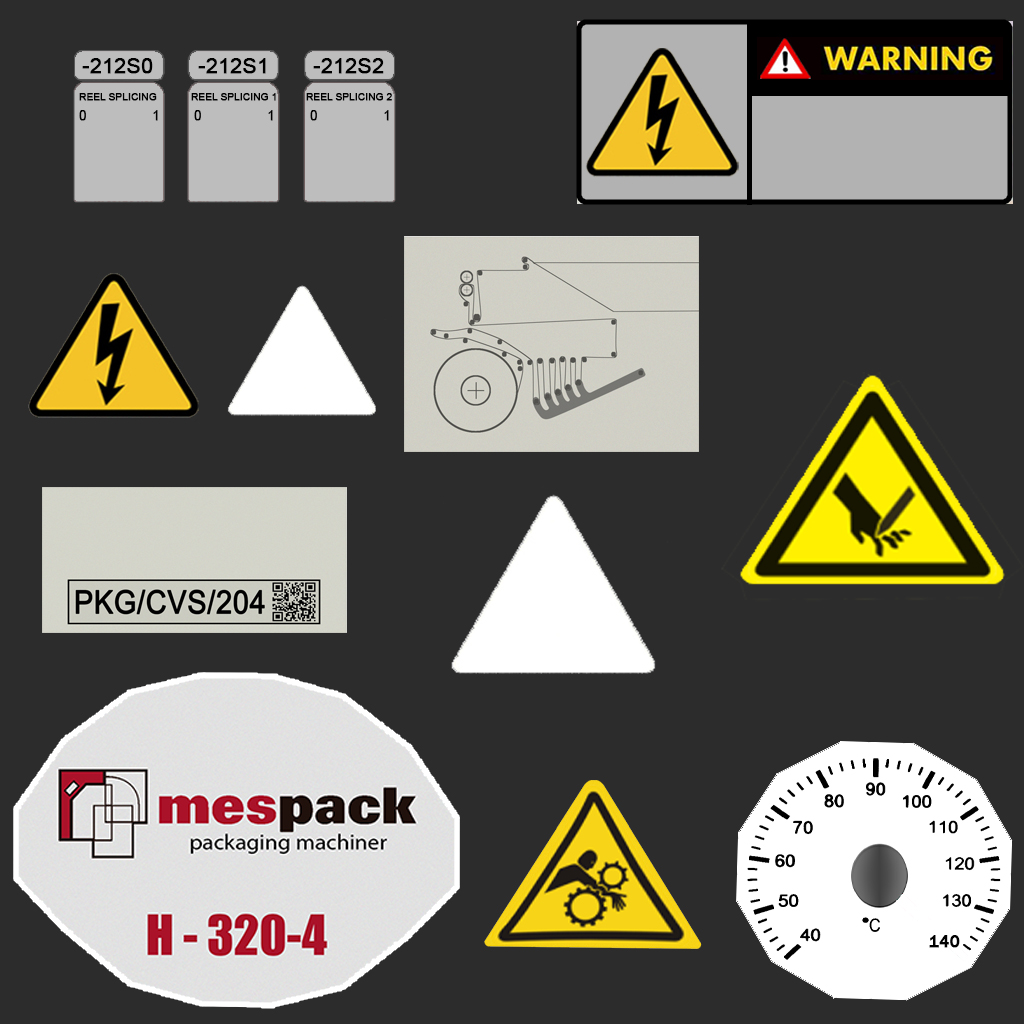 -212S0
REEL SPLICING
0 1
-212S1
REEL SPLICING 1
0 1
-212S2
REEL SPLICING 2
0 1
WARNING
PKG/CVS/204
mespack
packaging machiner
H - 320-4
40
50
60
70
80
90
100
110
120
130
140
°C